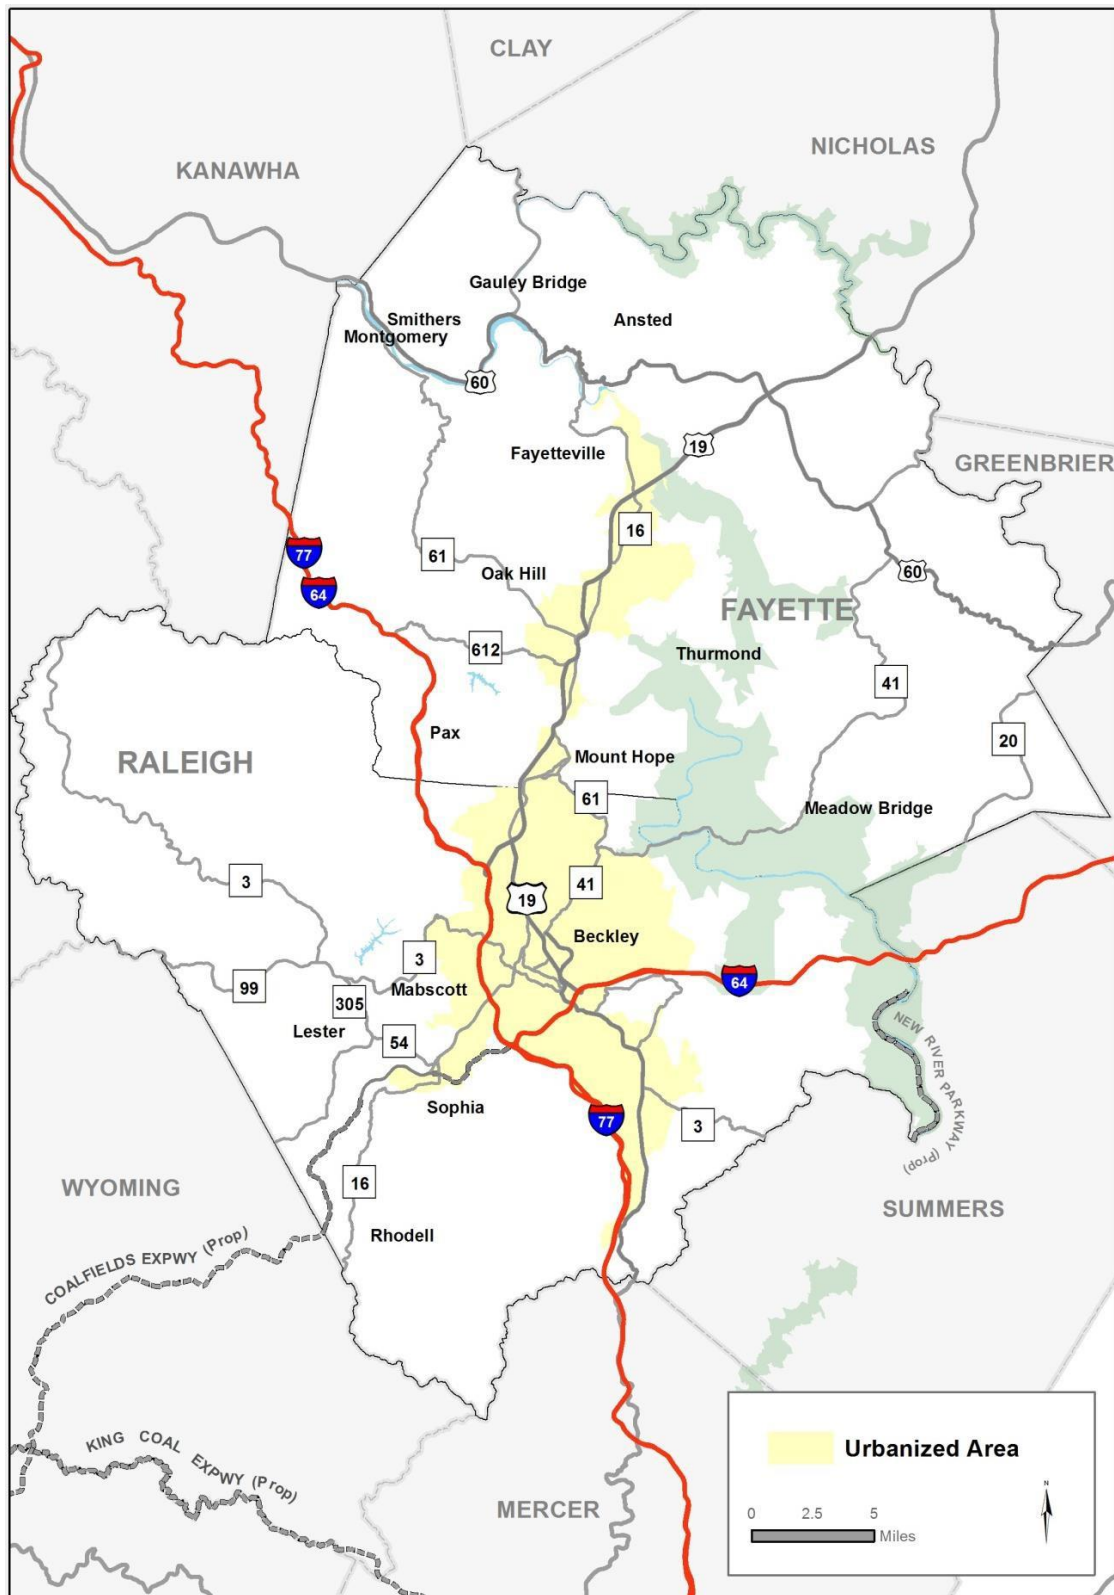 CLAY
NICHOLAS
KANAWHA
Gauley Bridge
Smithers
Ansted
Montgomery
60
19
Fayetteville
GREENBRIER
16
77
61
Oak Hill
60
64
FAYETTE
612
Thurmond
41
Pax
20
RALEIGH
Mount Hope
61
Meadow Bridge
3
41
19
Beckley
3
64
99
Mabscott
305
Lester
54
NEW RIVER PARKWAY (Prop)
Sophia
77
3
WYOMING
16
SUMMERS
Rhodell
COALFIELDS EXPWY (Prop)
KING COAL EXPWY (Prop)
MERCER
Urbanized Area
N
0 2.5 5
Miles